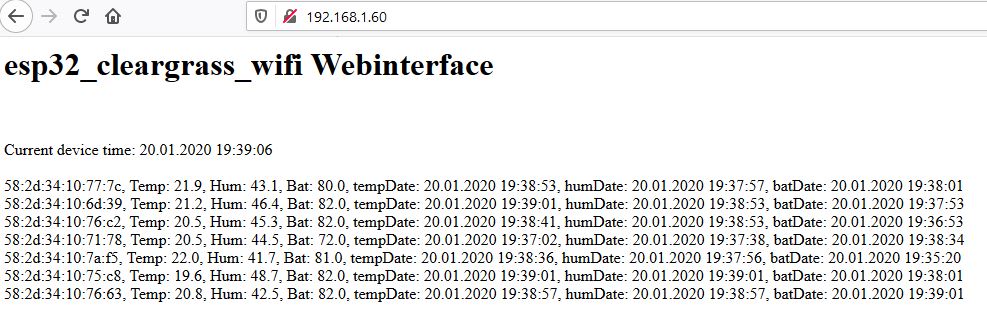 192.168.1.60
esp32_cleargrass_wifi Webinterface
Current device time: 20.01.2020 19:39:06
58:2d:34:10:77:7c, Temp: 21.9, Hum: 43.1, Bat: 80.0, tempDate: 20.01.2020 19:38:53, humDate: 20.01.2020 19:37:57, batDate: 20.01.2020 19:38:01
58:2d:34:10:6d:39, Temp: 21.2, Hum: 46.4, Bat: 82.0, tempDate: 20.01.2020 19:39:01, humDate: 20.01.2020 19:38:53, batDate: 20.01.2020 19:37:53
58:2d:34:10:76:c2, Temp: 20.5, Hum: 45.3, Bat: 82.0, tempDate: 20.01.2020 19:38:41, humDate: 20.01.2020 19:38:53, batDate: 20.01.2020 19:36:53
58:2d:34:10:71:78, Temp: 20.5, Hum: 44.5, Bat: 72.0, tempDate: 20.01.2020 19:37:02, humDate: 20.01.2020 19:37:38, batDate: 20.01.2020 19:38:34
58:2d:34:10:7a:f5, Temp: 22.0, Hum: 41.7, Bat: 81.0, tempDate: 20.01.2020 19:38:36, humDate: 20.01.2020 19:37:56, batDate: 20.01.2020 19:35:20
58:2d:34:10:75:c8, Temp: 19.6, Hum: 48.7, Bat: 82.0, tempDate: 20.01.2020 19:39:01, humDate: 20.01.2020 19:39:01, batDate: 20.01.2020 19:38:01
58:2d:34:10:76:63, Temp: 20.8, Hum: 42.5, Bat: 82.0, tempDate: 20.01.2020 19:38:57, humDate: 20.01.2020 19:38:57, batDate: 20.01.2020 19:39:01